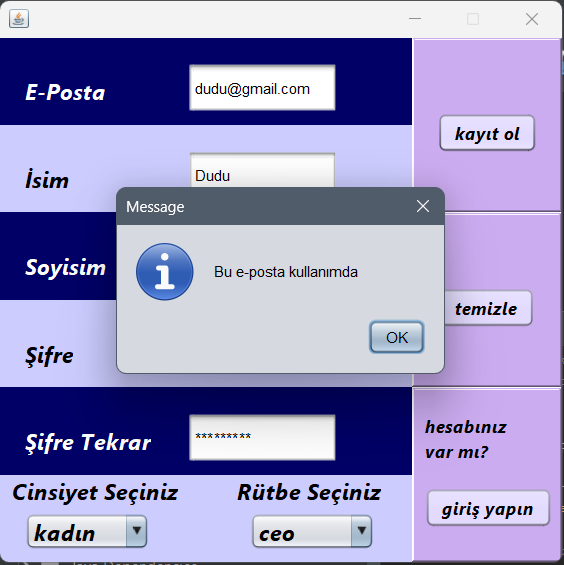 E-Posta
dudu@gmail.com
kayıt ol
İsim
Dudu
Message
Soyisim
Bu e-posta kullanımda
temizle
OK
Şifre
Şifre Tekrar
*********
hesabınız
var mı?
Cinsiyet Seçiniz
Rütbe Seçiniz
giriş yapın
kadın
ceo